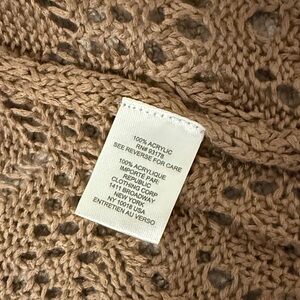 100% ACRYLIC
RN# 93178
SEE REVERSE FOR CARE
100% ACRYLIQUE
IMPORTÉ PAR:
REPUBLIC
CLOTHING CORP
1411 BROADWAY
NEW YORK
NY 10018 USA
ENTRETIEN AU VERSO